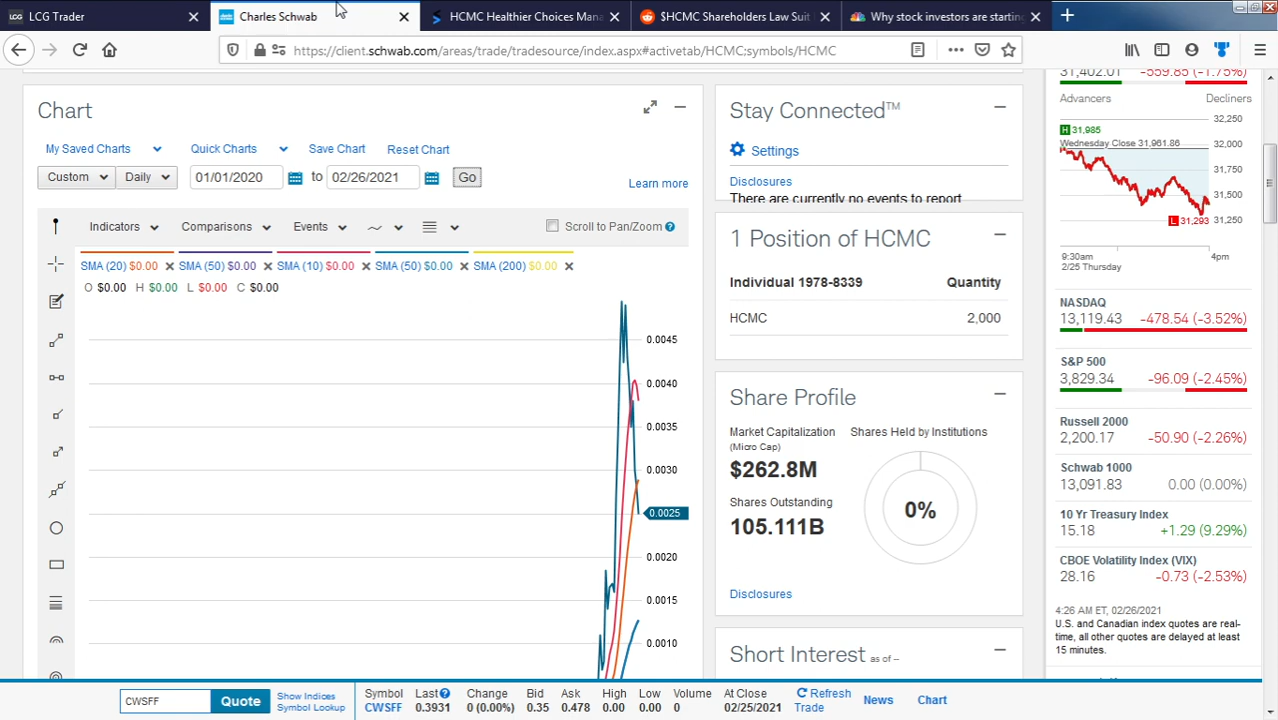 LCG Trader
Charles Schwab
HCMC Healthier Choices Mana
$HCMC Shareholders Law Suit
Why stock investors are starting
https://client.schwab.com/areas/trade/tradesource/index.aspx#activetab/HCMC;symbols/HCMC
Chart
My Saved Charts Quick Charts Save Chart Reset Chart
Custom Daily 01/01/2020 to 02/26/2021 Go
Learn more
Indicators Comparisons Events Scroll to Pan/Zoom
SMA (20) $0.00 SMA (50) $0.00 SMA (10) $0.00 SMA (50) $0.00 SMA (200) $0.00
O $0.00 H $0.00 L $0.00 C $0.00
0.0045
0.0040
0.0035
0.0030
0.0025
0.0020
0.0015
0.0010
Stay Connected™
Settings
Disclosures
There are currently no events to report
1 Position of HCMC
Individual 1978-8339 Quantity
HCMC 2,000
Share Profile
Market Capitalization
(Micro Cap)
$262.8M
Shares Outstanding
105.111B
Shares Held by Institutions
0%
Disclosures
Short Interest as of --
31,402.01 -559.85 (-1.75%)
Advancers Decliners
32,250
H 31,985
Wednesday Close 31,961.86
32,000
31,750
31,500
L 31,293
31,250
9:30am 4pm
2/25 Thursday
NASDAQ
13,119.43 -478.54 (-3.52%)
S&P 500
3,829.34 -96.09 (-2.45%)
Russell 2000
2,200.17 -50.90 (-2.26%)
Schwab 1000
13,091.83 0.00 (0.00%)
10 Yr Treasury Index
15.18 +1.29 (9.29%)
CBOE Volatility Index (VIX)
28.16 -0.73 (-2.53%)
4:26 AM ET, 02/26/2021
U.S. and Canadian index quotes are real-
time, all other quotes are delayed at least
15 minutes.
CWSFF Quote
Show Indices
Symbol Lookup
Symbol Last Change Bid Ask High Low Volume At Close
CWSFF 0.3931 0 (0.00%) 0.35 0.478 0.00 0.00 0 02/25/2021
Refresh
Trade
News
Chart